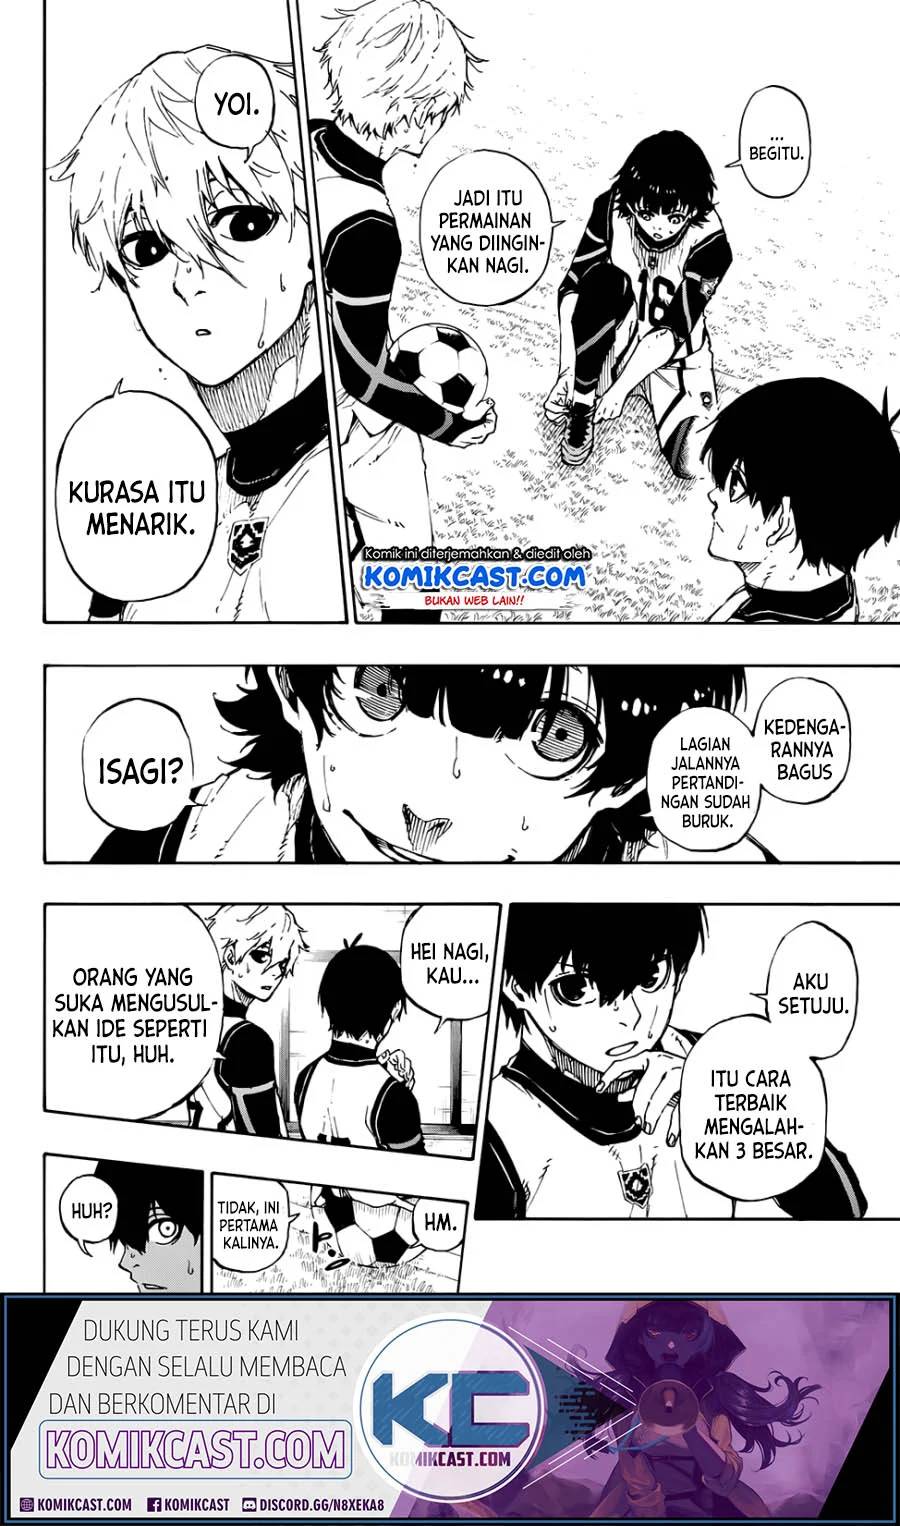 YOI.
...
BEGITU.
JADI ITU
PERMAINAN
YANG DIINGIN-
KAN NAGI.
16
KURASA ITU
MENARIK.
Komik ini diterjemahkan & diedit oleh
KOMIKCAST.COM
BUKAN WEB LAIN!!
KEDENGA-
RANNYA
BAGUS
LAGIAN
JALANNYA
PERTANDI-
NGAN SUDAH
BURUK.
ISAGI?
AKU
SETUJU.
ITU CARA
TERBAIK
MENGALAH-
KAN 3 BESAR.
HEI NAGI,
KAU...
ORANG YANG
SUKA MENGUSUL-
KAN IDE SEPERTI
ITU, HUH.
HM.
TIDAK, INI
PERTAMA
KALINYA.
HUH?
DUKUNG TERUS KAMI
DENGAN SELALU MEMBACA
DAN BERKOMENTAR DI
KOMIKCAST.COM
KC
KOMIKCAST.COM
KOMIKCAST.COM
KOMIKCAST
DISCORD.GG/N8XEKA8